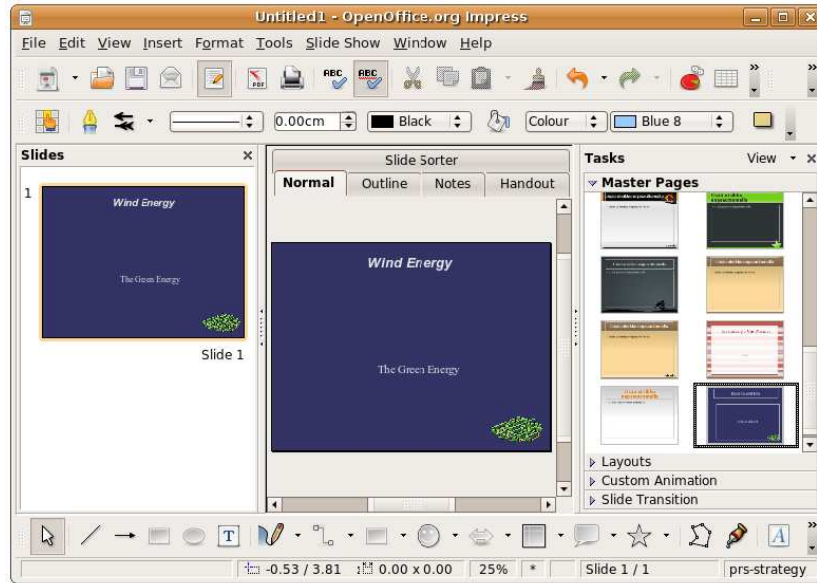 Untitled1 - OpenOffice.org Impress
File Edit View Insert Format Tools Slide Show Window Help
PDF ABC ABC
0.00cm Black Colour Blue 8
Slides
1
Wind Energy
The Green Energy
Slide 1
Slide Sorter
Normal Outline Notes Handout
Wind Energy
The Green Energy
Tasks View
Master Pages
Layouts
Custom Animation
Slide Transition
T A
-0.53 / 3.81 0.00 x 0.00 25% * Slide 1 / 1 prs-strategy